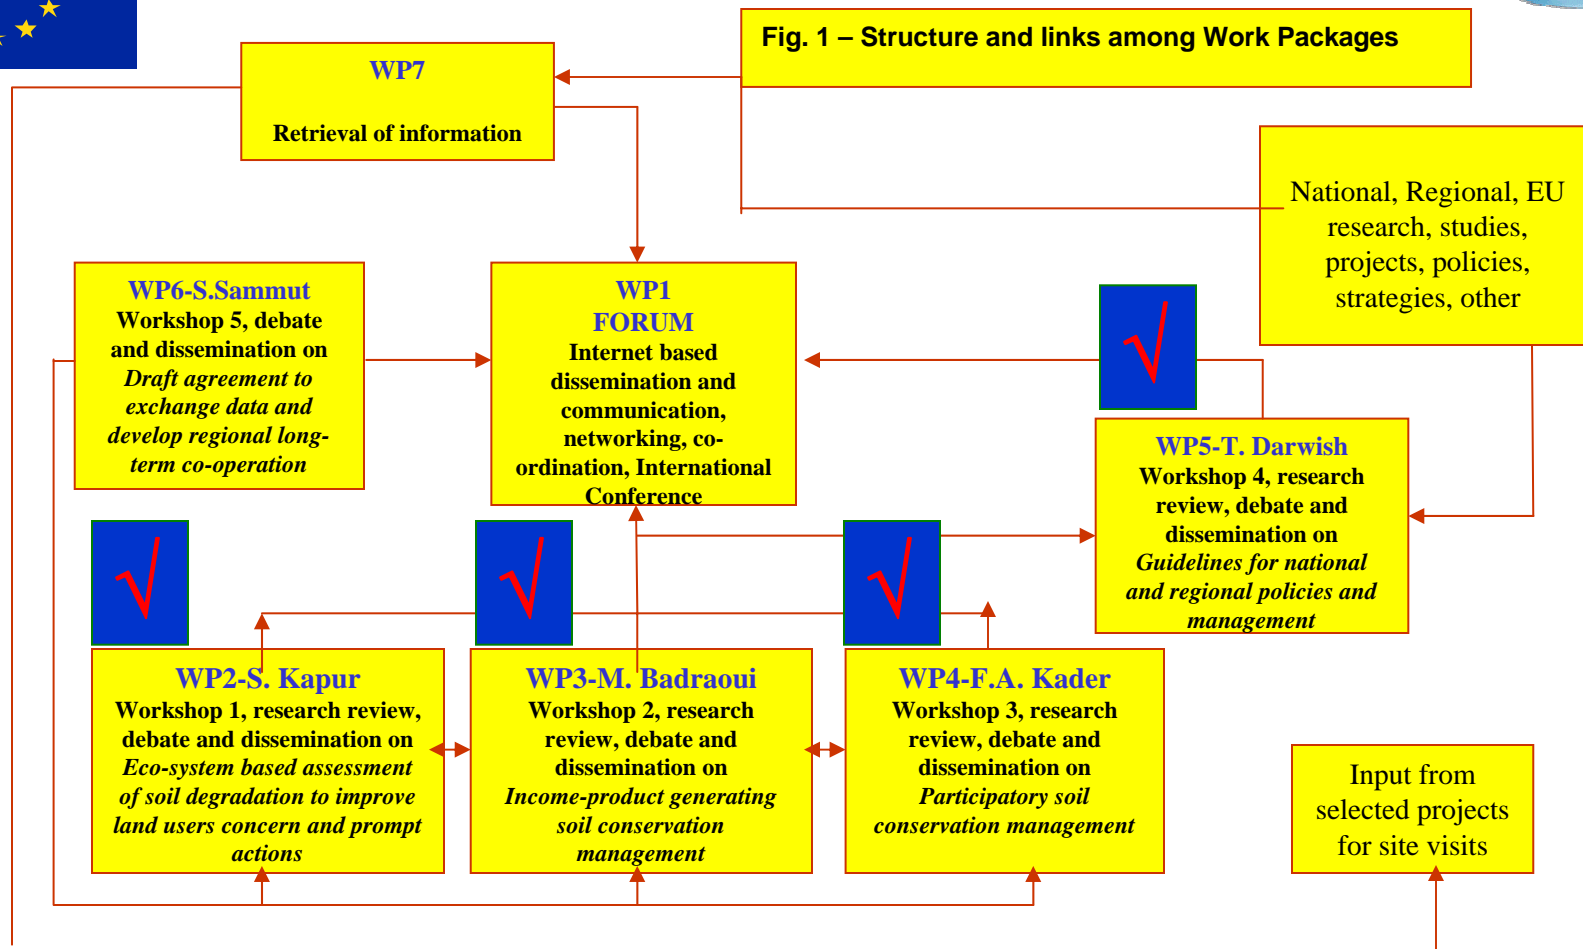 Fig. 1 – Structure and links among Work Packages
WP7
Retrieval of information
National, Regional, EU
research, studies,
projects, policies,
strategies, other
WP6-S.Sammut
Workshop 5, debate
and dissemination on
Draft agreement to
exchange data and
develop regional long-
term co-operation
WP1
FORUM
Internet based
dissemination and
communication,
networking, co-
ordination, International
Conference
√
WP5-T. Darwish
Workshop 4, research
review, debate and
dissemination on
Guidelines for national
and regional policies and
management
√
√
√
WP2-S. Kapur
Workshop 1, research review,
debate and dissemination on
Eco-system based assessment
of soil degradation to improve
land users concern and prompt
actions
WP3-M. Badraoui
Workshop 2, research
review, debate and
dissemination on
Income-product generating
soil conservation
management
WP4-F.A. Kader
Workshop 3, research
review, debate and
dissemination on
Participatory soil
conservation management
Input from
selected projects
for site visits